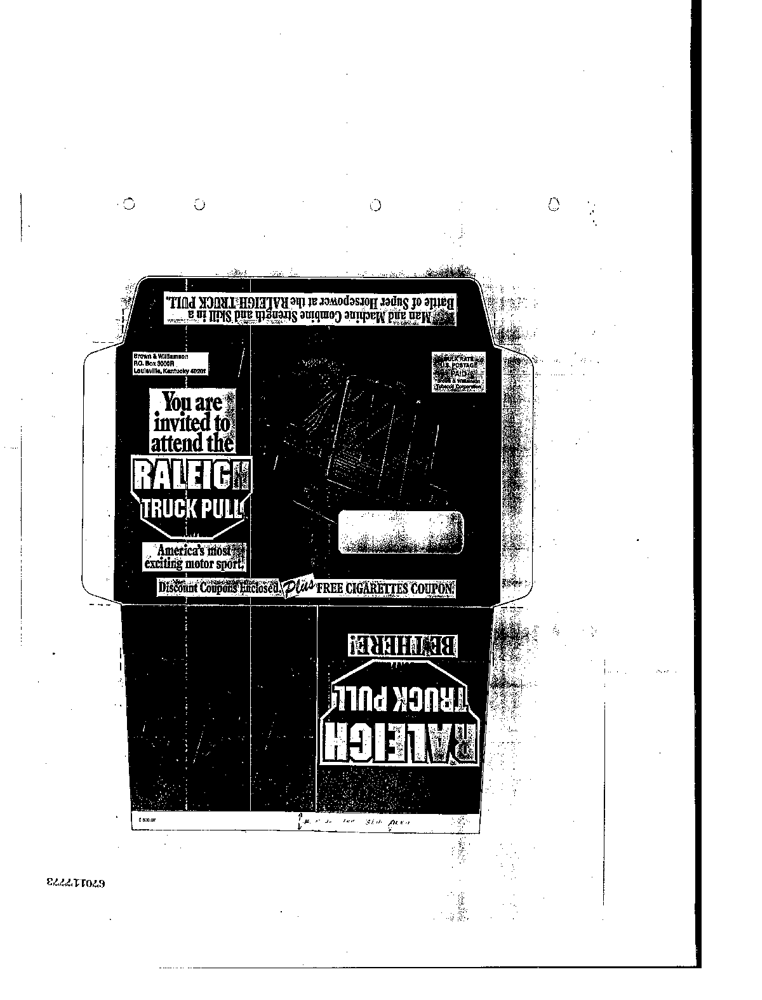 Man and Machine Combine Strength and Skill in a
Battle of Super Horsepower at the RALEIGH TRUCK PULL.
Brown & Williamson
P.O. Box 5000R
Louisville, Kentucky 40201
BULK RATE
U.S. POSTAGE
PAID
Brown & Williamson
Tobacco Corporation
You are
invited to
attend the
RALEIGH
TRUCK PULL
America's most
exciting motor sport.
Discount Coupons Enclosed. Plus FREE CIGARETTES COUPON.
BE THERE!
RALEIGH
TRUCK PULL
670117773